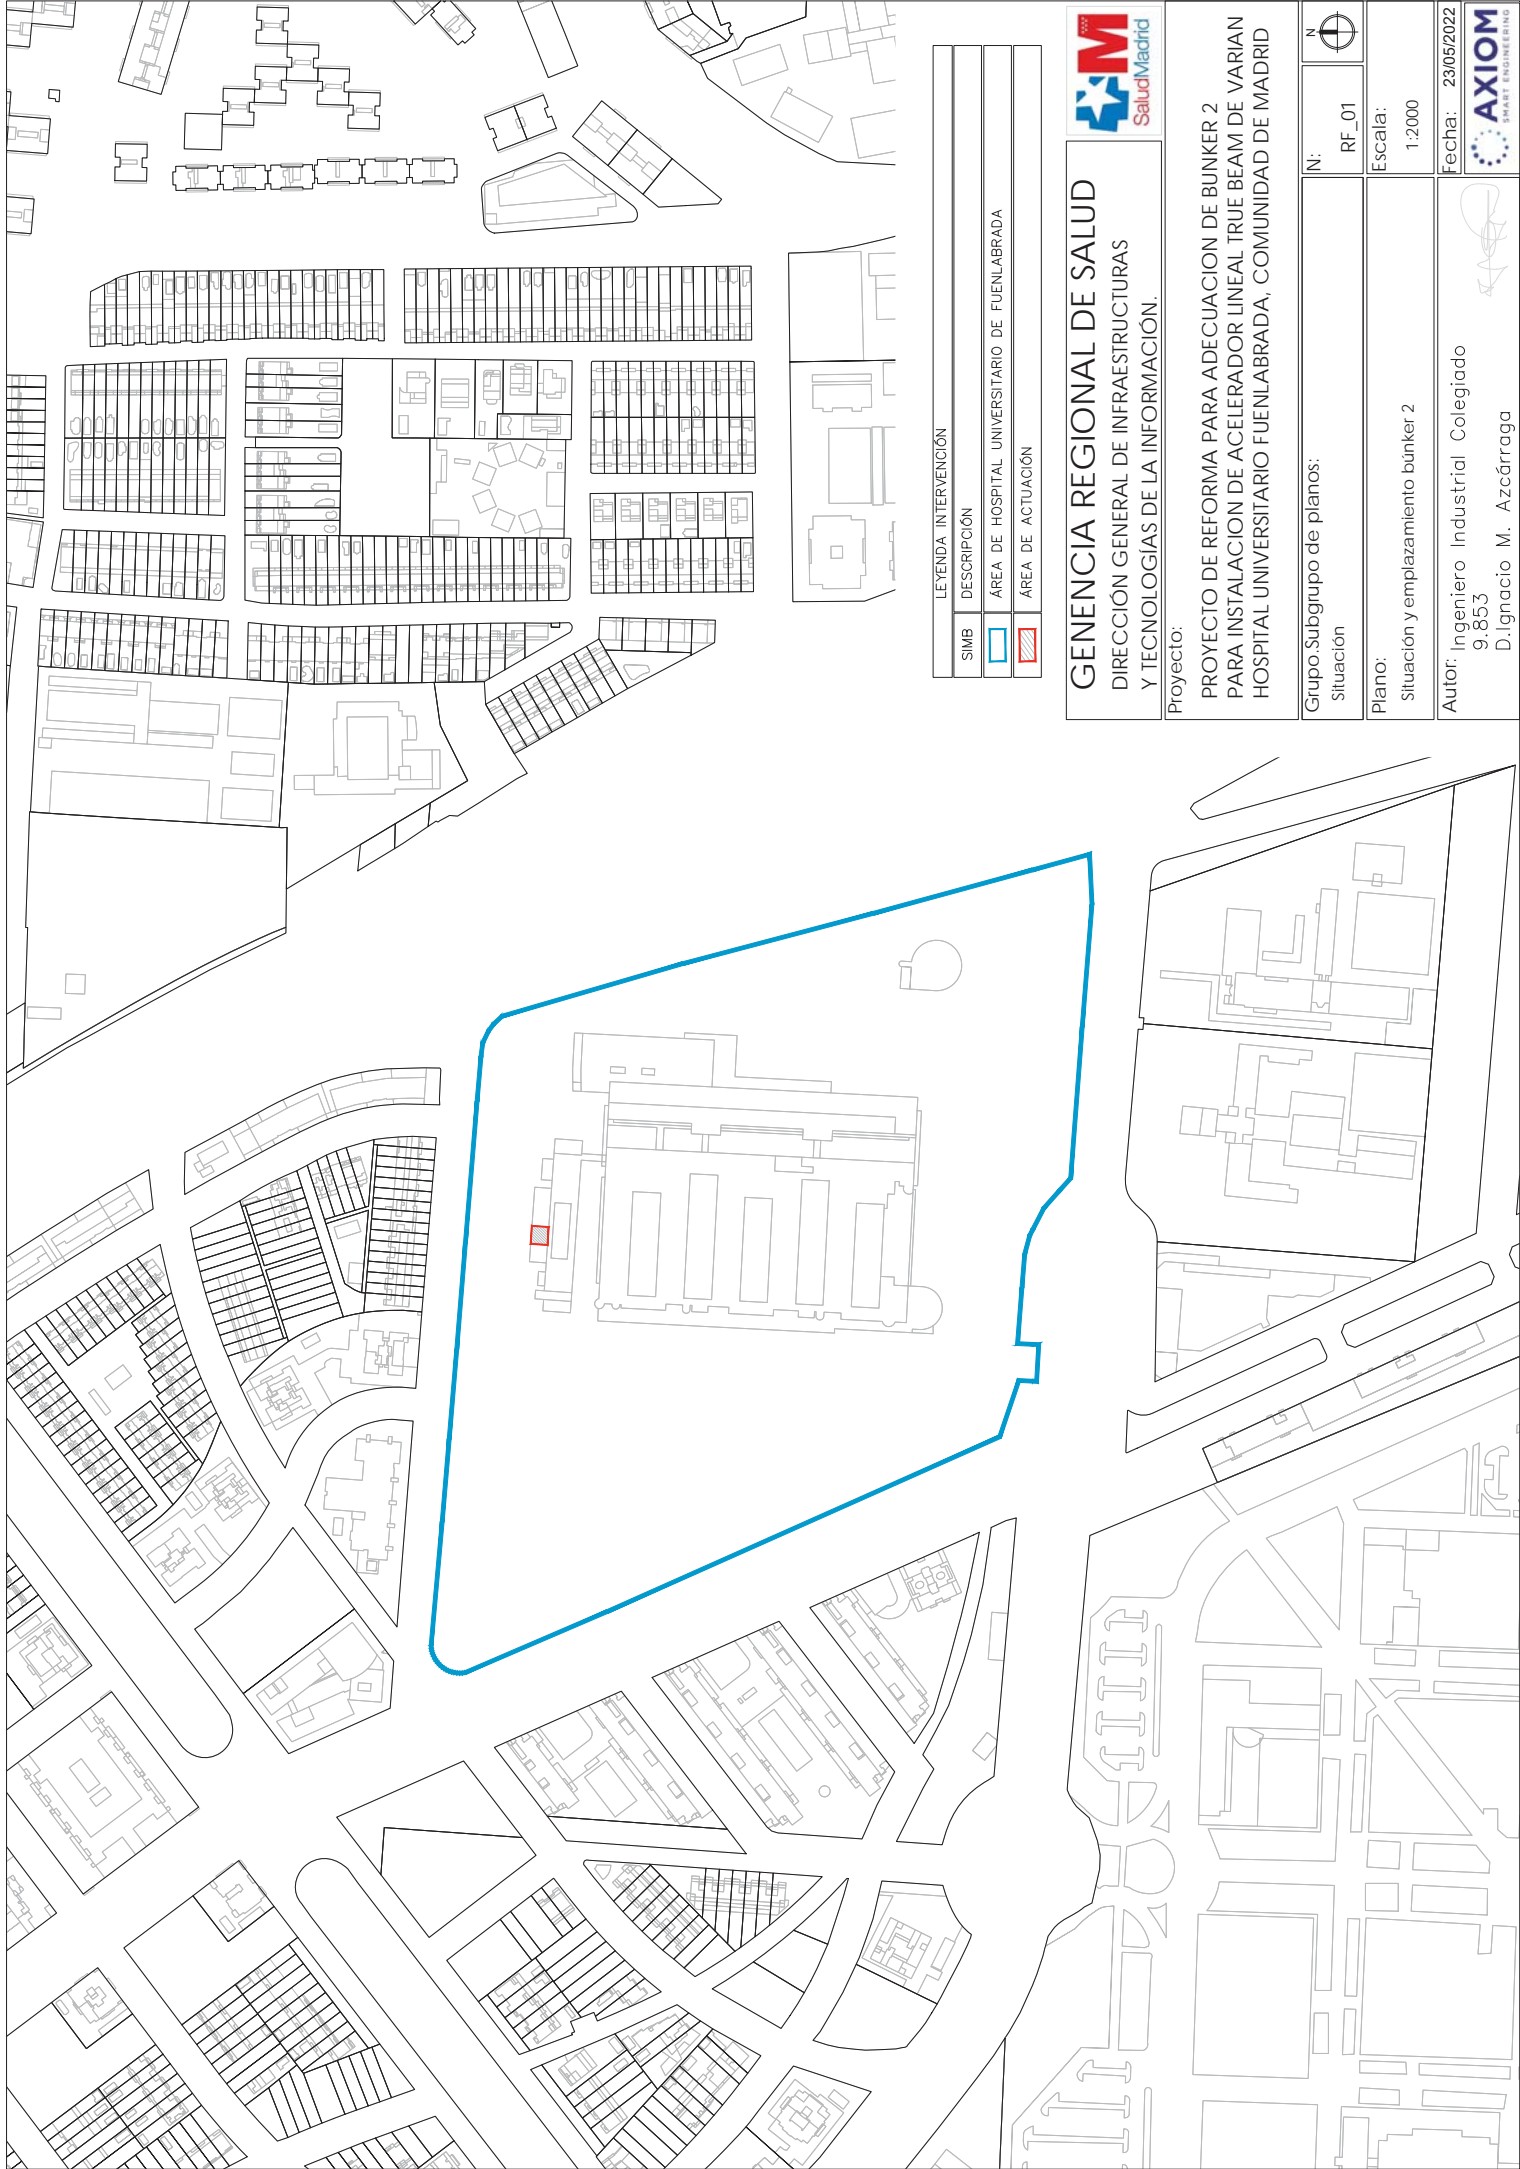 LEYENDA INTERVENCIÓN
SIMB DESCRIPCIÓN
ÁREA DE HOSPITAL UNIVERSITARIO DE FUENLABRADA
ÁREA DE ACTUACIÓN
GENENCIA REGIONAL DE SALUD
DIRECCIÓN GENERAL DE INFRAESTRUCTURAS
Y TECNOLOGÍAS DE LA INFORMACIÓN.
M
SaludMadrid
Proyecto:
PROYECTO DE REFORMA PARA ADECUACION DE BUNKER 2
PARA INSTALACION DE ACELERADOR LINEAL TRUE BEAM DE VARIAN
HOSPITAL UNIVERSITARIO FUENLABRADA, COMUNIDAD DE MADRID
Grupo.Subgrupo de planos:
Situación
N:
RF_01
N
Plano:
Situación y emplazamiento búnker 2
Escala:
1:2000
Autor: Ingeniero Industrial Colegiado
9.853
D.Ignacio M. Azcárraga
Fecha: 23/05/2022
AXIOM
SMART ENGINEERING